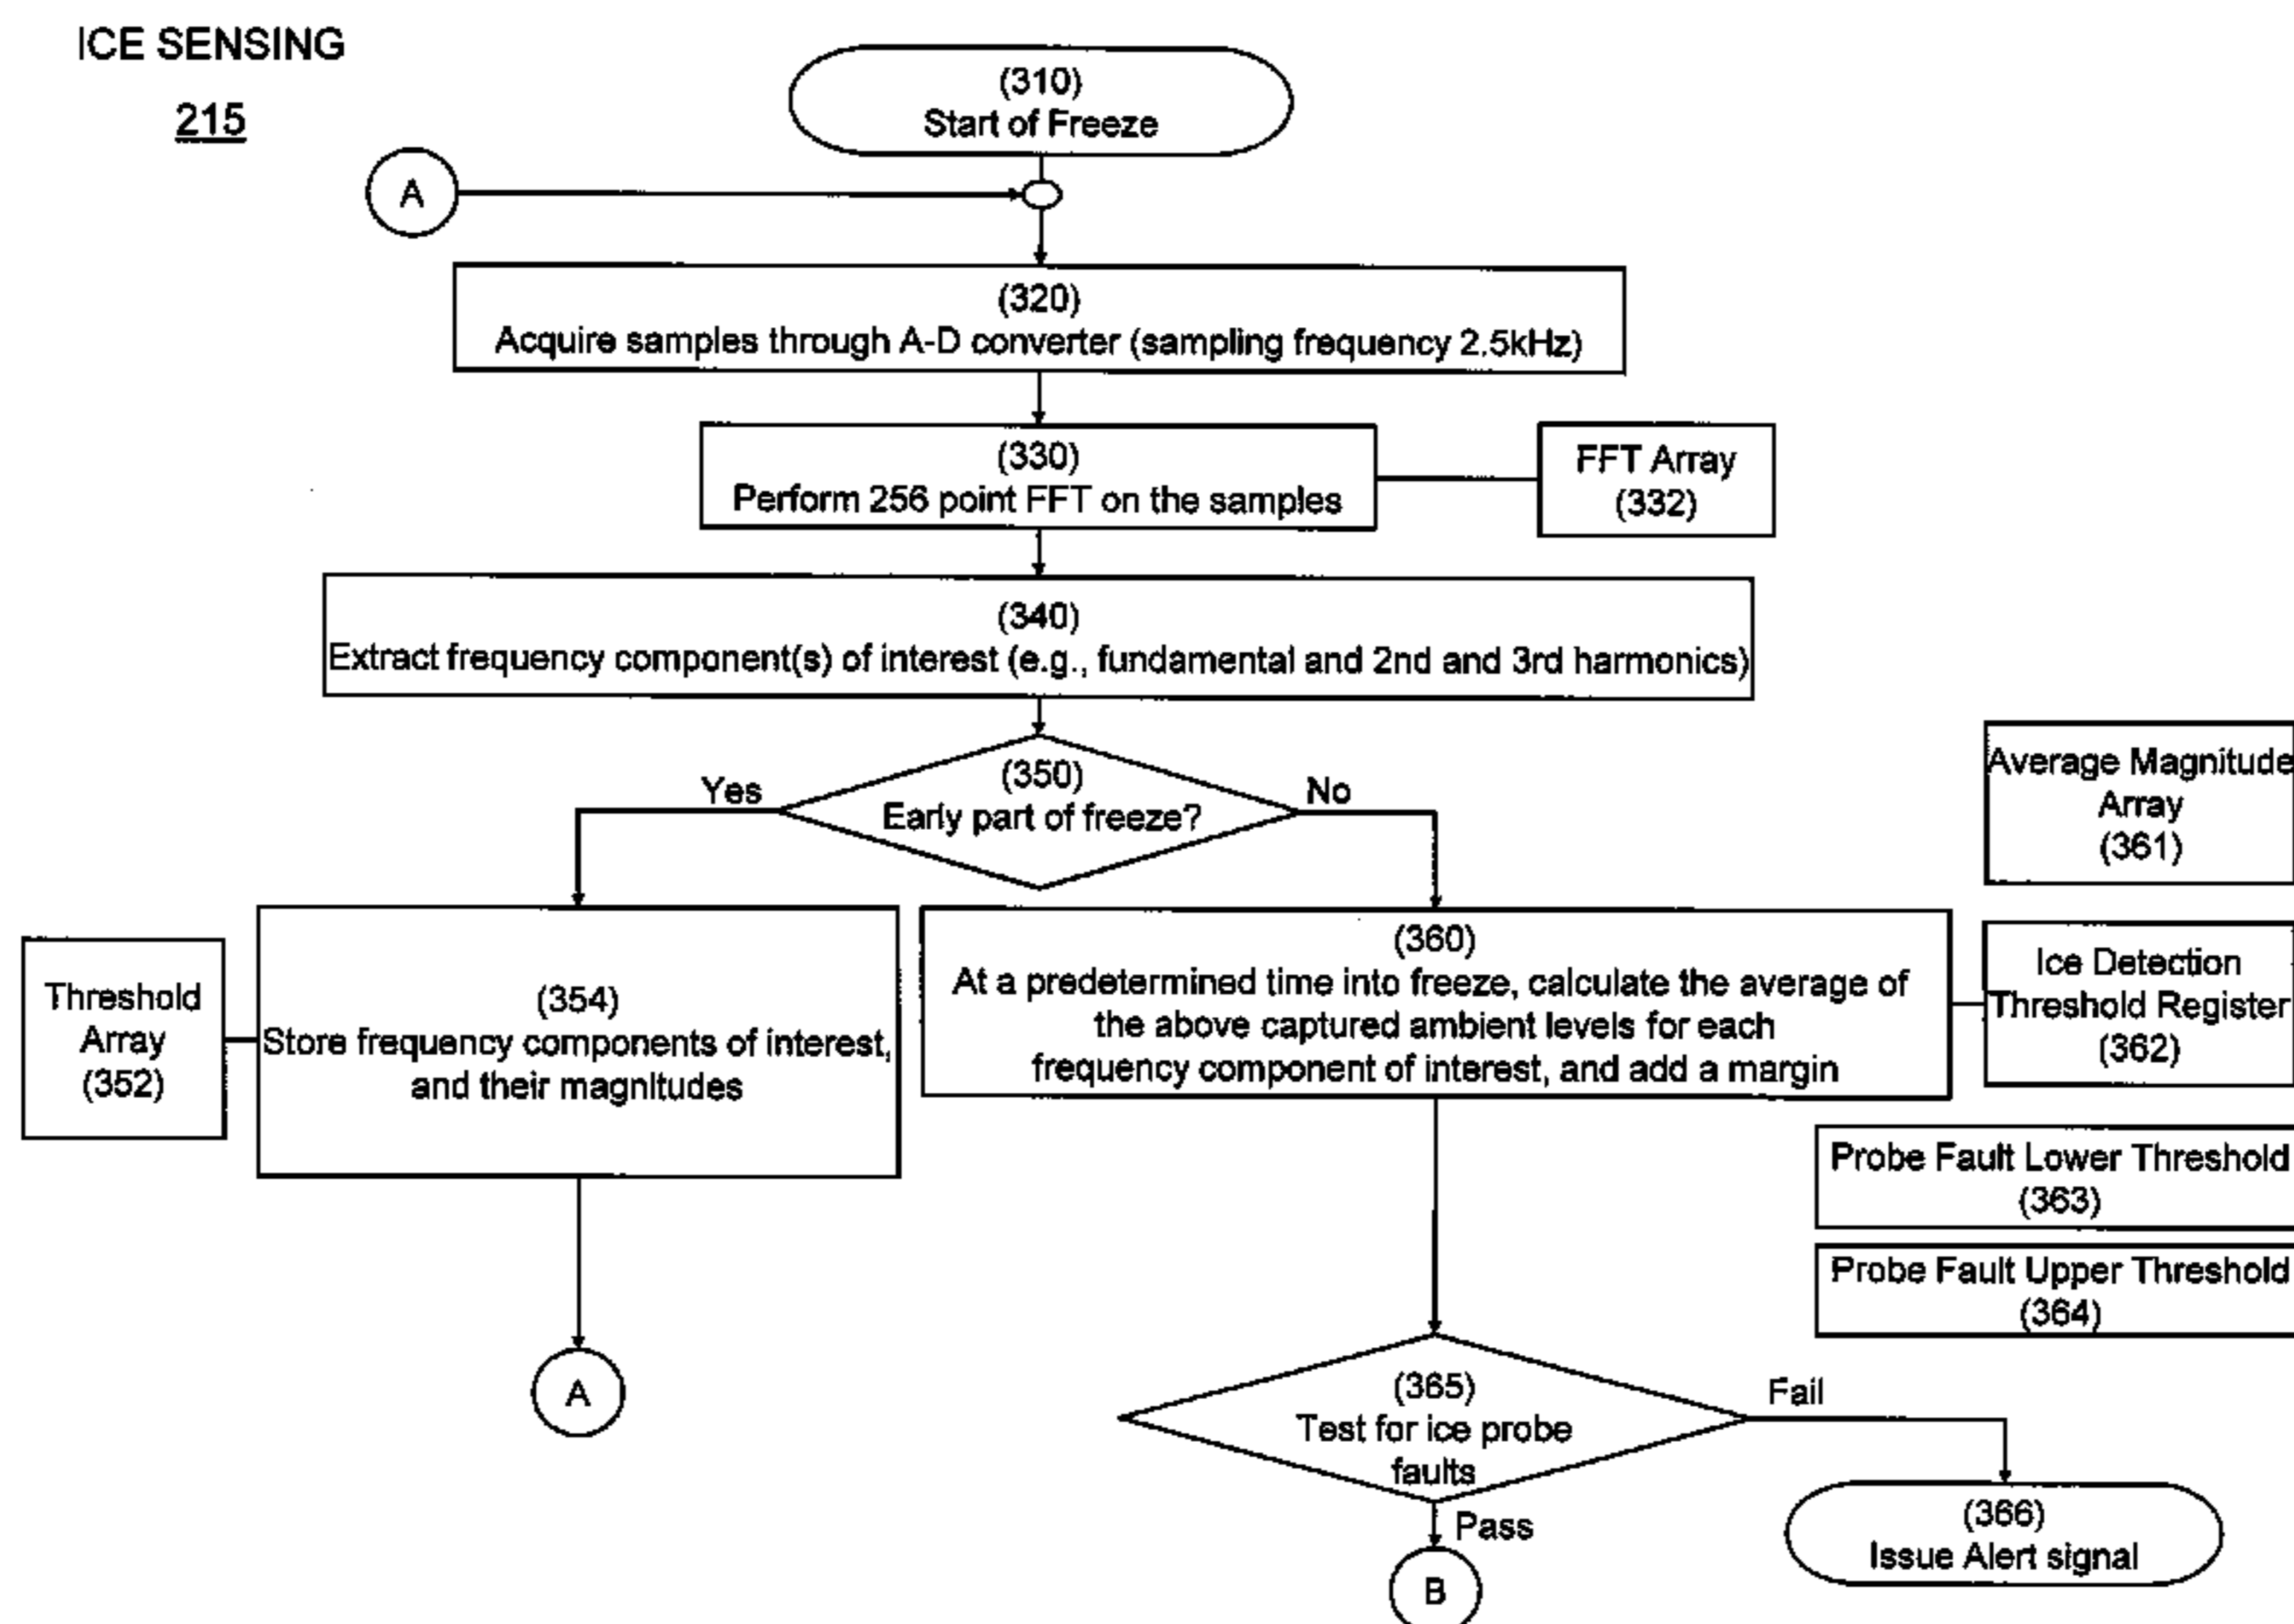 ICE SENSING
215
(310)
Start of Freeze
A
(320)
Acquire samples through A-D converter (sampling frequency 2.5kHz)
(330)
Perform 256 point FFT on the samples
FFT Array
(332)
(340)
Extract frequency component(s) of interest (e.g., fundamental and 2nd and 3rd harmonics)
(350)
Early part of freeze?
Yes
No
Average Magnitude
Array
(361)
Threshold
Array
(352)
(354)
Store frequency components of interest,
and their magnitudes
(360)
At a predetermined time into freeze, calculate the average of
the above captured ambient levels for each
frequency component of interest, and add a margin
Ice Detection
Threshold Register
(362)
Probe Fault Lower Threshold
(363)
Probe Fault Upper Threshold
(364)
A
(365)
Test for ice probe
faults
Fail
Pass
(366)
Issue Alert signal
B